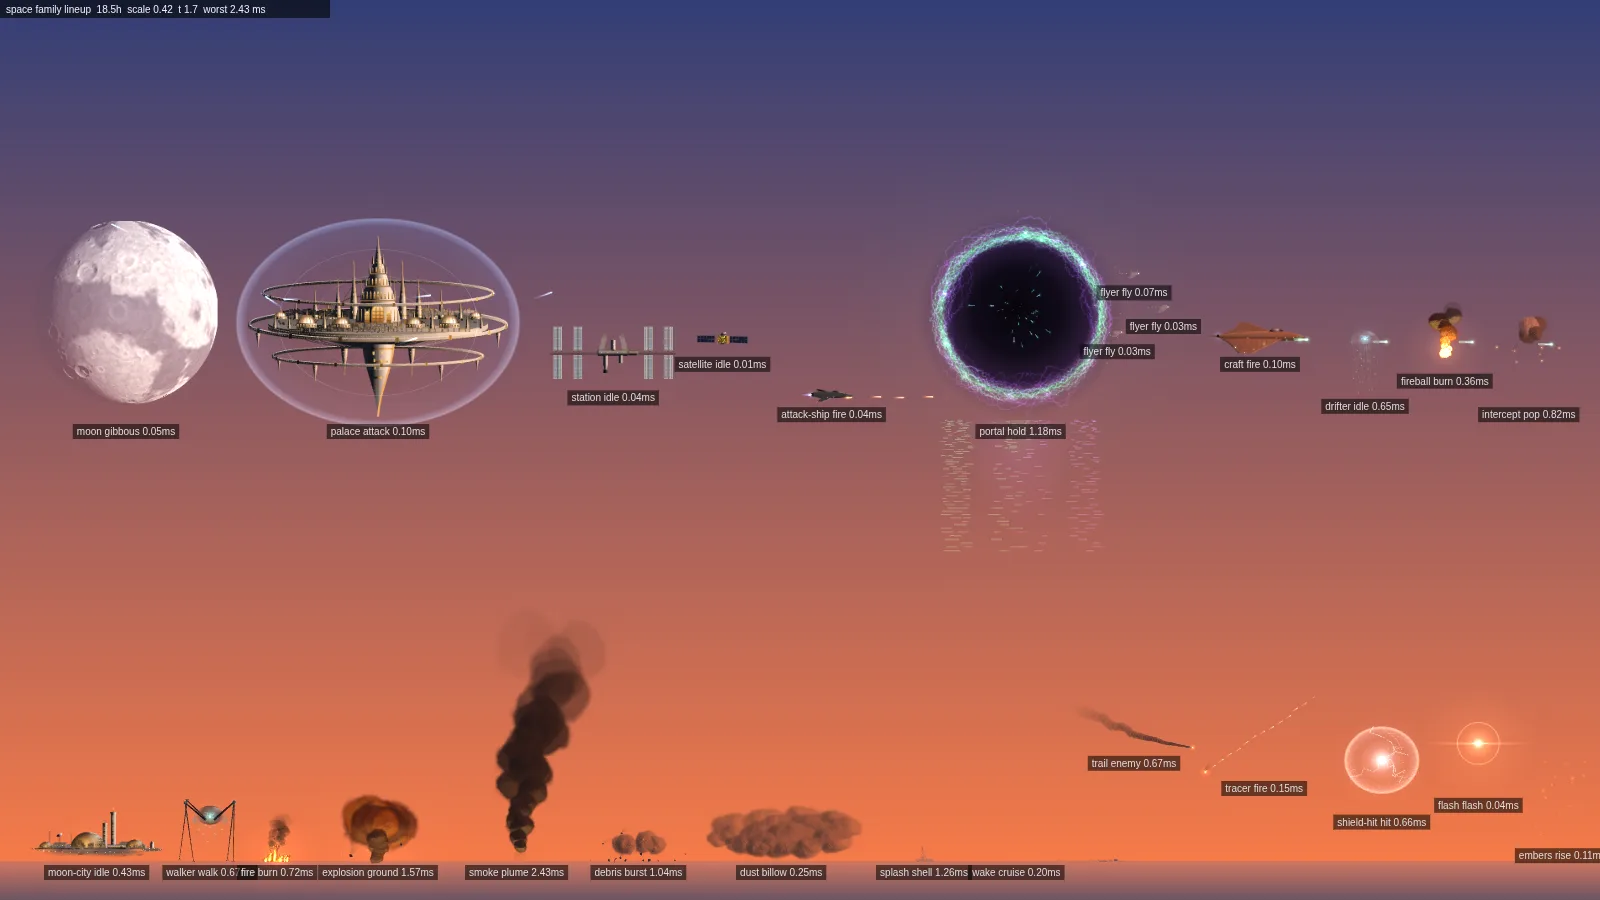 space family lineup 18.5h scale 0.42 t 1.7 worst 2.43 ms
flyer fly 0.07ms
flyer fly 0.03ms
flyer fly 0.03ms
satellite idle 0.01ms
craft fire 0.10ms
fireball burn 0.36ms
station idle 0.04ms
drifter idle 0.65ms
attack-ship fire 0.04ms
intercept pop 0.82ms
moon gibbous 0.05ms
palace attack 0.10ms
portal hold 1.18ms
trail enemy 0.67ms
tracer fire 0.15ms
flash flash 0.04ms
shield-hit hit 0.66ms
embers rise 0.11m
moon-city idle 0.43ms
walker walk 0.67
fire burn 0.72ms
explosion ground 1.57ms
smoke plume 2.43ms
debris burst 1.04ms
dust billow 0.25ms
splash shell 1.26ms
wake cruise 0.20ms